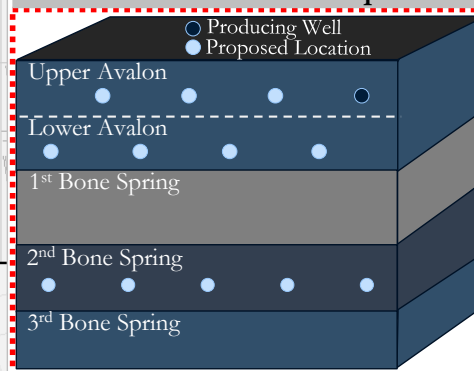 Producing Well
Proposed Location
Upper Avalon
Lower Avalon
1st Bone Spring
2nd Bone Spring
3rd Bone Spring